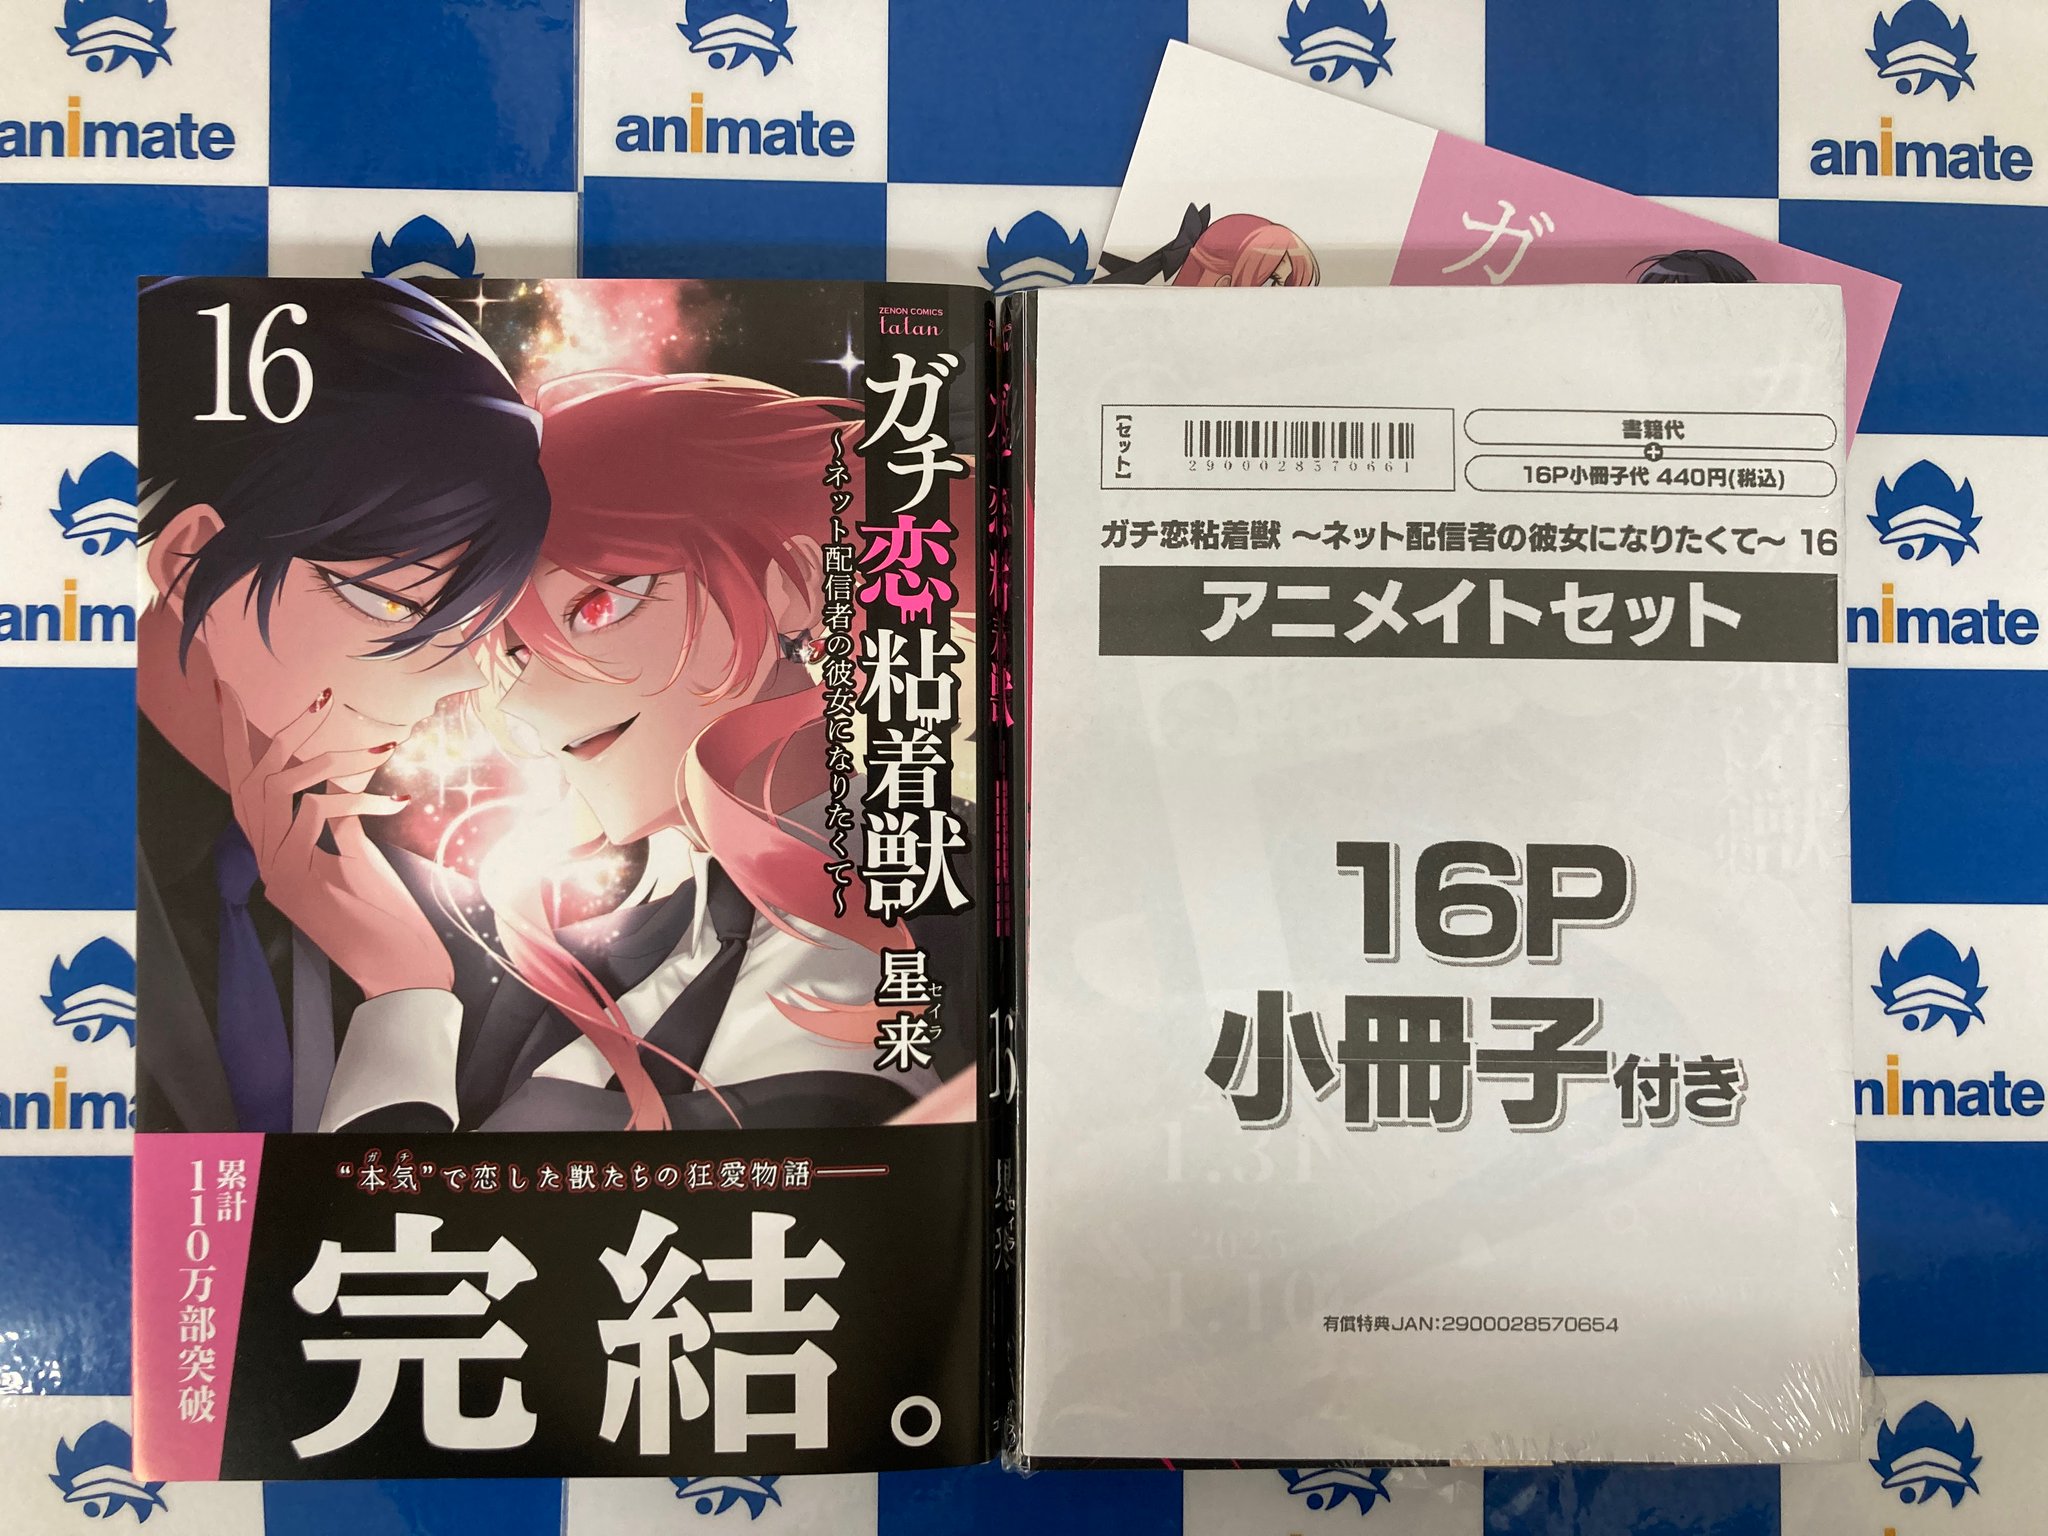 animate
animate
animate
16
ZENON COMICS
talan
ガチ恋粘着獣
～ネット配信者の彼女になりたくて～
星来
セイラ
累計
110万部突破
ガチ
“本気”で恋した獣たちの狂愛物語――
完結。
16
ガ
【セット】
2900028570661
書籍代
+
16P小冊子代 440円(税込)
ガチ恋粘着獣 ～ネット配信者の彼女になりたくて～ 16
アニメイトセット
16P
小冊子付き
有償特典JAN:2900028570654
animate
animate
animate
animate